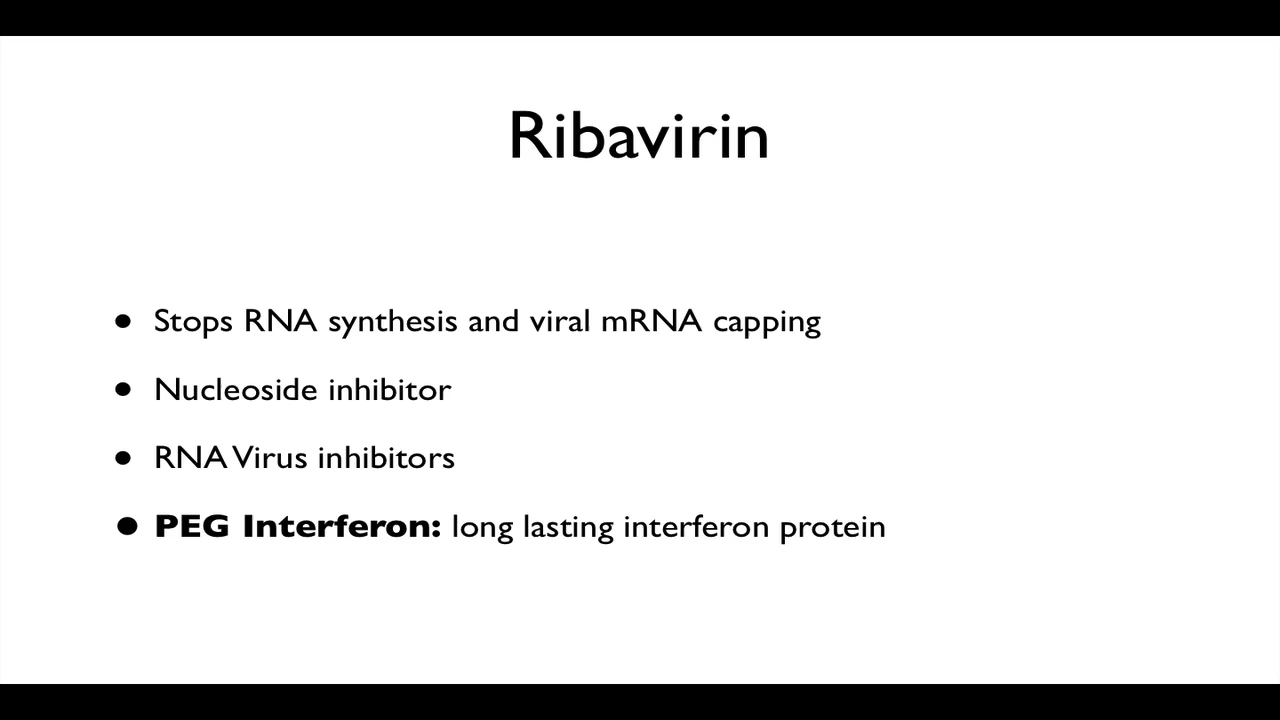 Ribavirin
• Stops RNA synthesis and viral mRNA capping
• Nucleoside inhibitor
• RNA Virus inhibitors
• PEG Interferon: long lasting interferon protein